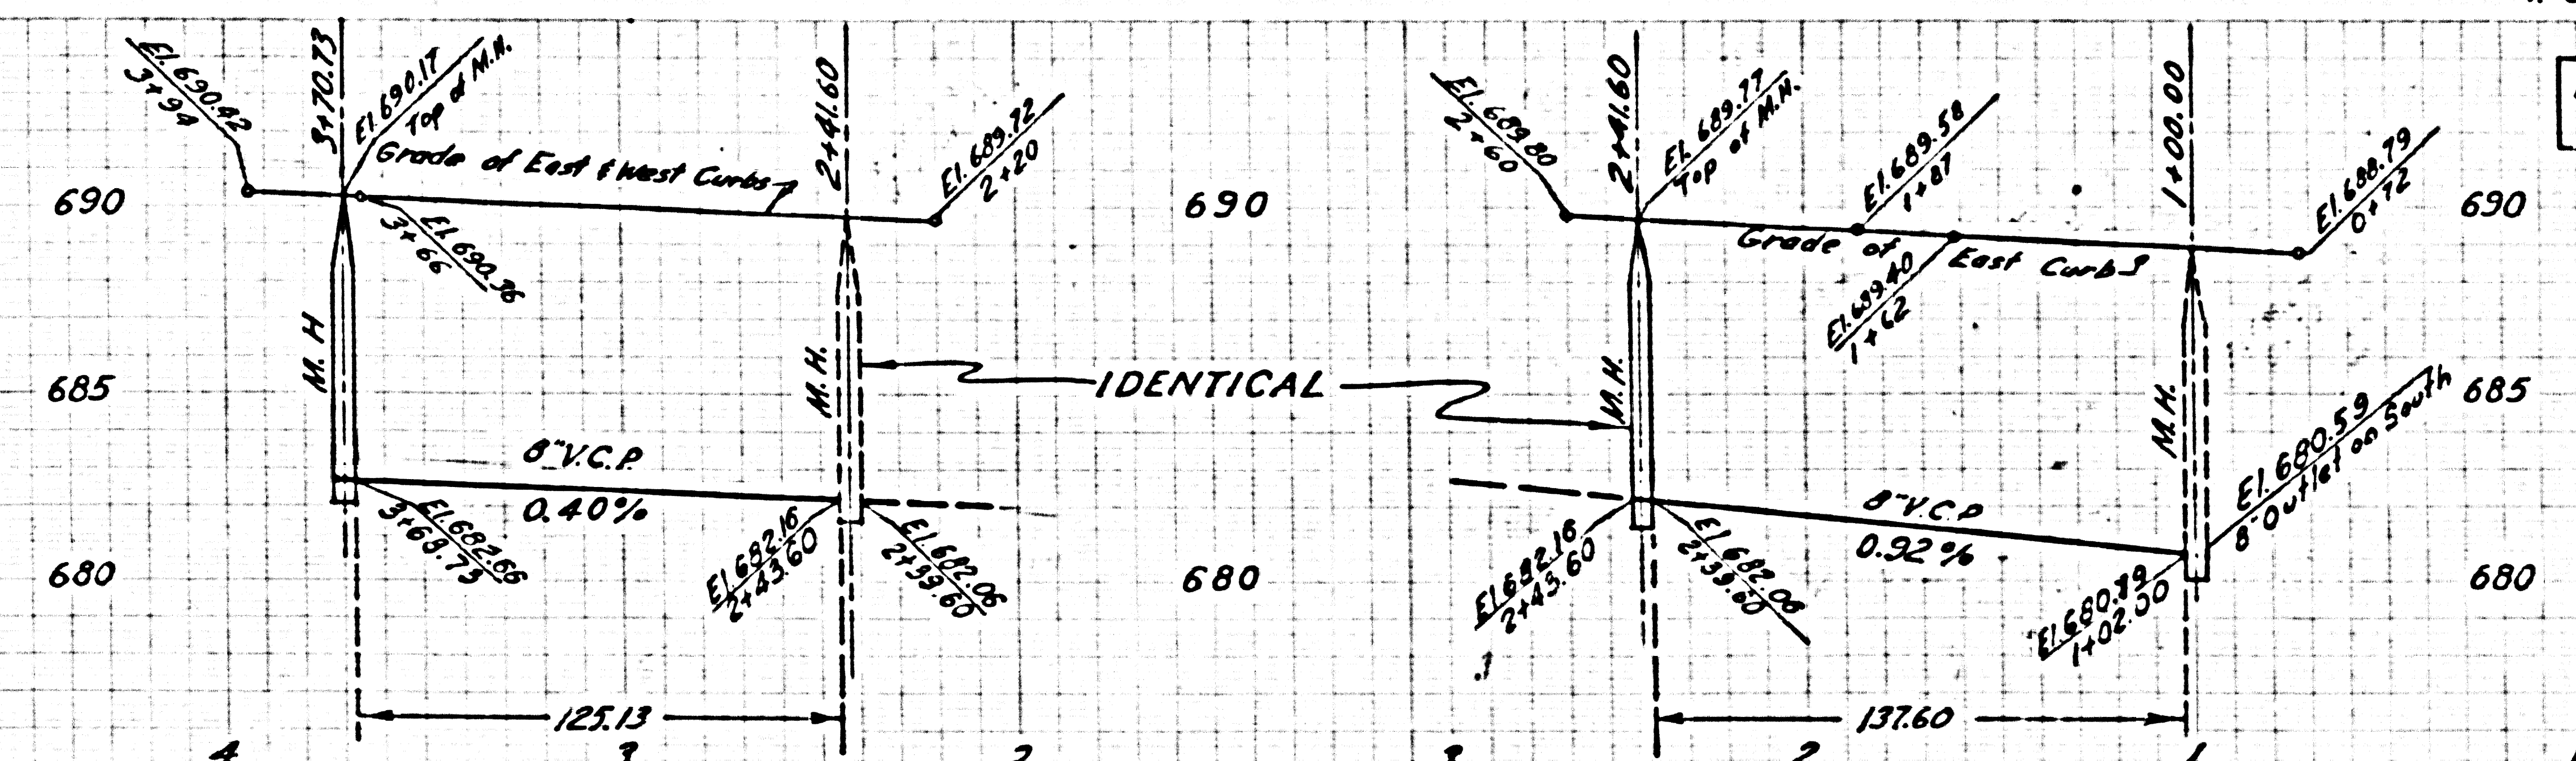 El. 690.42
3+94
3+70.73
El. 690.17
Top of M.H.
Grade of East & West Curbs
El. 690.36
3+66
2+41.60
El. 689.72
2+20
690
690
El. 689.80
2+60
2+41.60
El. 689.77
Top of M.H.
El. 689.58
1+87
Grade of East Curb
El. 689.40
1+62
1+00.00
El. 688.79
0+72
690
685
M. H
M. H.
IDENTICAL
M. H.
M. H.
685
8" V.C.P.
0.40%
El. 682.66
3+68.73
El. 682.16
2+43.60
El. 682.06
2+39.60
680
680
El. 682.16
2+43.60
El. 682.06
2+39.60
8" V.C.P
0.92%
El. 680.79
1+02.00
El. 680.59
8" Outlet on South
680
125.13
137.60
4
3
2
3
2
1